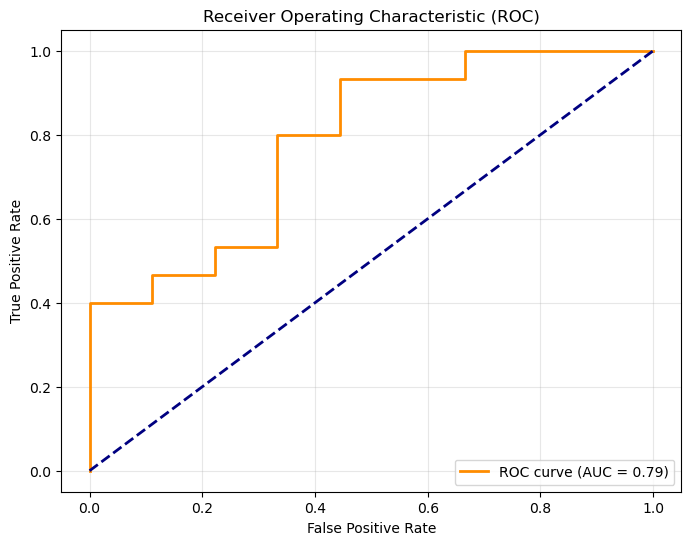 Receiver Operating Characteristic (ROC)
True Positive Rate
1.0
0.8
0.6
0.4
0.2
0.0
ROC curve (AUC = 0.79)
0.0 0.2 0.4 0.6 0.8 1.0
False Positive Rate